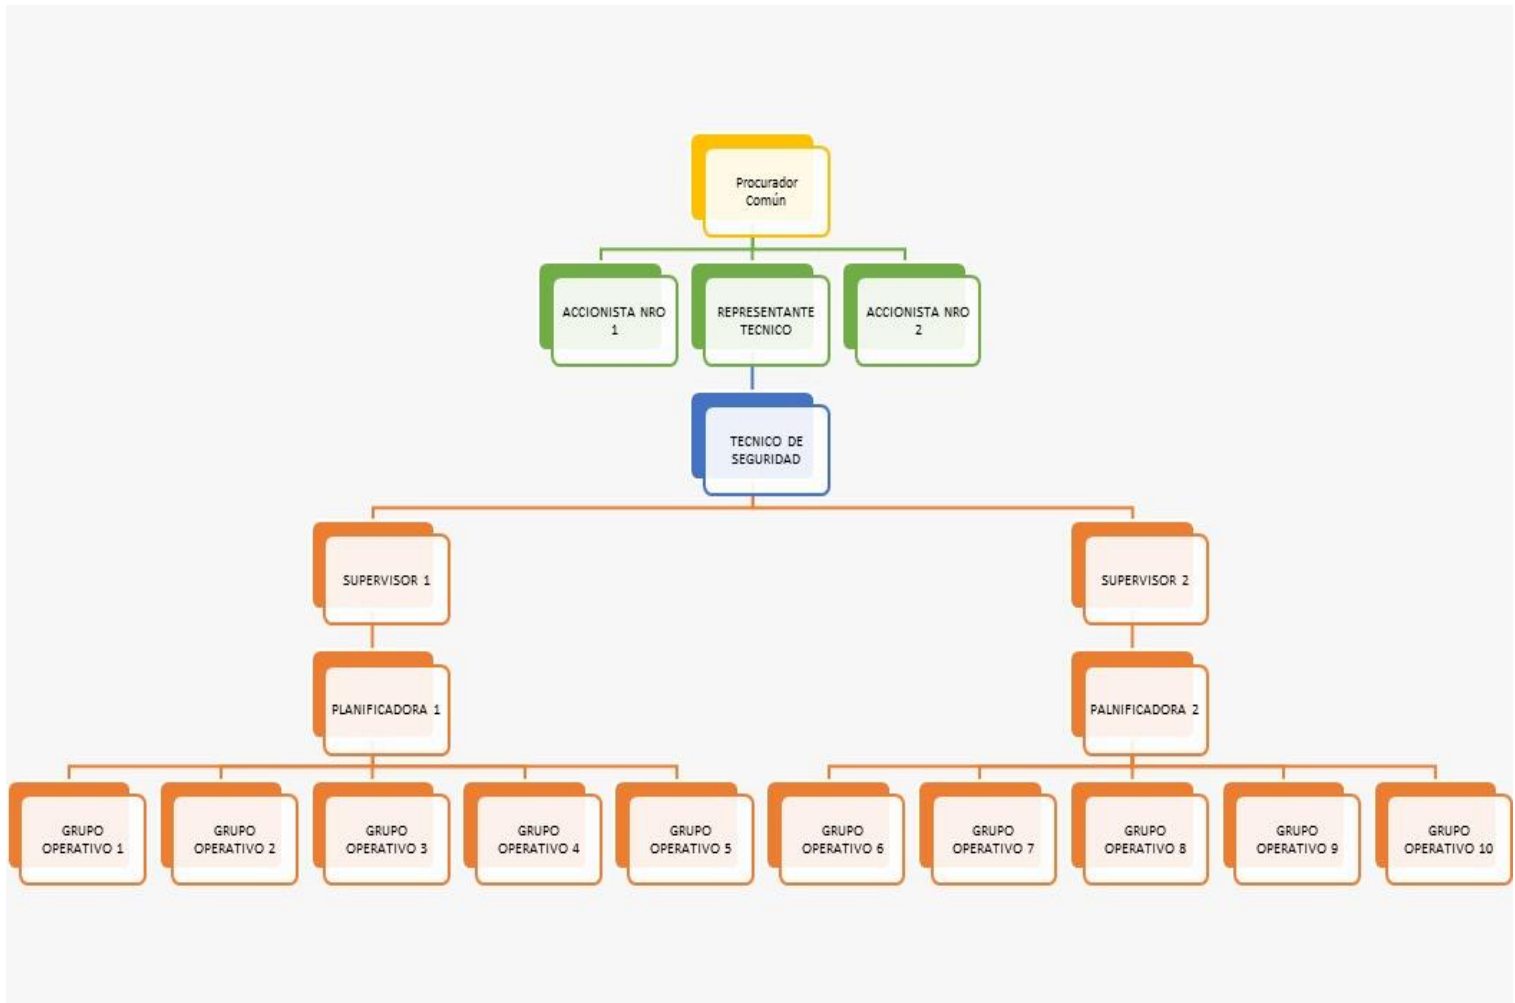 Procurador
Común
ACCIONISTA NRO
1
REPRESENTANTE
TECNICO
ACCIONISTA NRO
2
TECNICO DE
SEGURIDAD
SUPERVISOR 1
SUPERVISOR 2
PLANIFICADORA 1
PALNIFICADORA 2
GRUPO
OPERATIVO 1
GRUPO
OPERATIVO 2
GRUPO
OPERATIVO 3
GRUPO
OPERATIVO 4
GRUPO
OPERATIVO 5
GRUPO
OPERATIVO 6
GRUPO
OPERATIVO 7
GRUPO
OPERATIVO 8
GRUPO
OPERATIVO 9
GRUPO
OPERATIVO 10